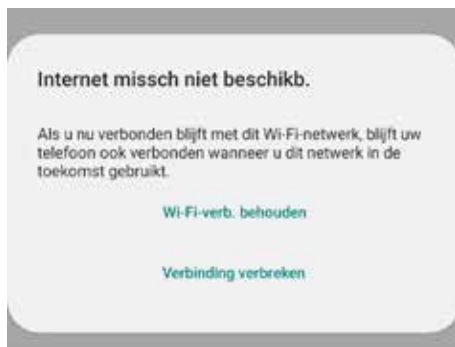 Internet missch niet beschikb.
Als u nu verbonden blijft met dit Wi-Fi-netwerk, blijft uw
telefoon ook verbonden wanneer u dit netwerk in de
toekomst gebruikt.
Wi-Fi-verb. behouden
Verbinding verbreken